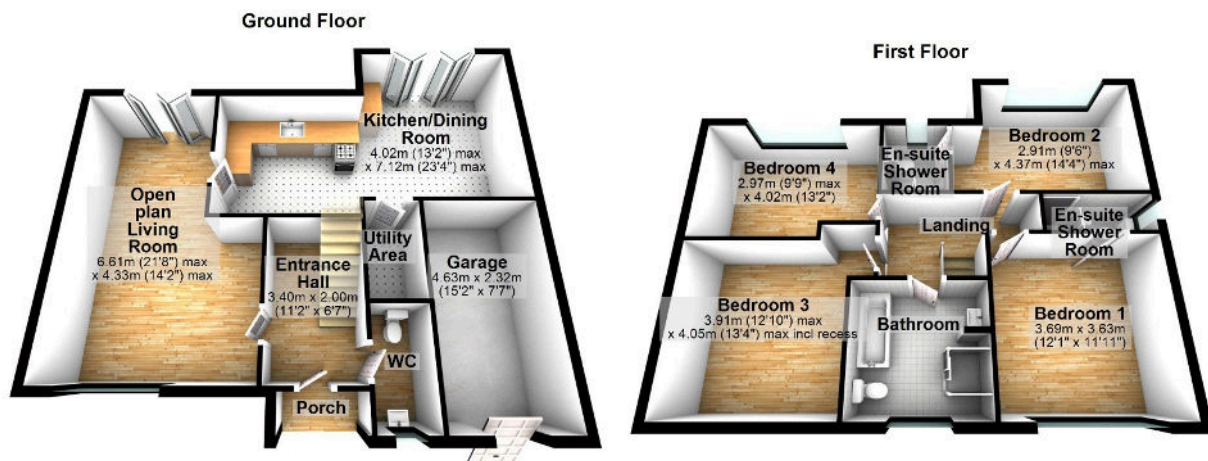 Ground Floor
Kitchen/Dining
Room
4.02m (13'2") max
x 7.12m (23'4") max
Open
plan
Living
Room
6.61m (21'8") max
x 4.33m (14'2") max
Entrance
Hall
3.40m x 2.00m
(11'2" x 6'7")
Utility
Area
Garage
4.63m x 2.32m
(15'2" x 7'7")
WC
Porch
First Floor
Bedroom 2
2.91m (9'6")
x 4.37m (14'4") max
En-suite
Shower
Room
Bedroom 4
2.97m (9'9") max
x 4.02m (13'2")
Landing
En-suite
Shower
Room
Bedroom 3
3.91m (12'10") max
x 4.05m (13'4") max incl recess
Bathroom
Bedroom 1
3.69m x 3.63m
(12'1" x 11'11")